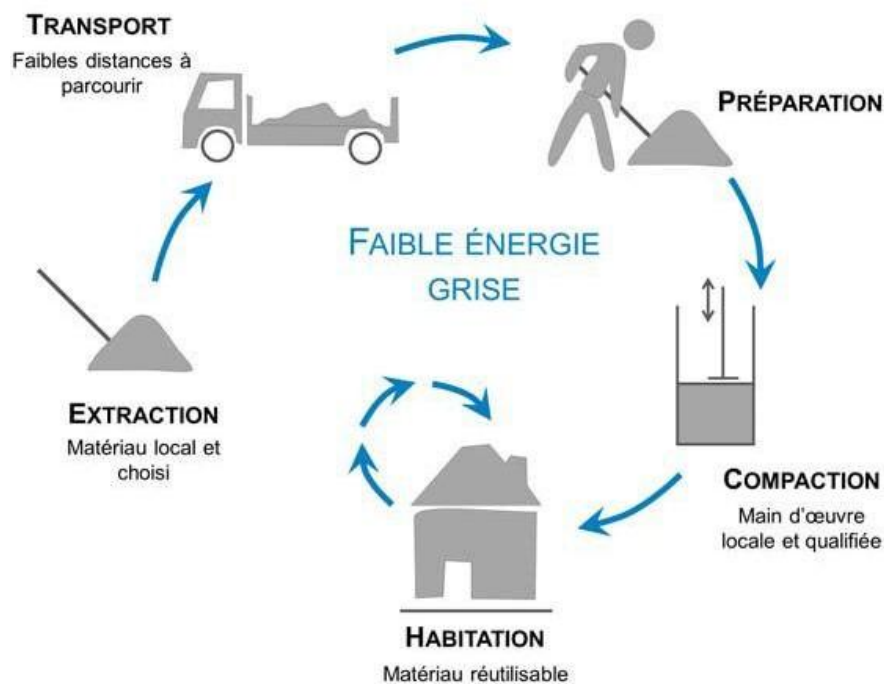 TRANSPORT
Faibles distances à
parcourir
PRÉPARATION
FAIBLE ÉNERGIE
GRISE
EXTRACTION
Matériau local et
choisi
COMPACTION
Main d'œuvre
locale et qualifiée
HABITATION
Matériau réutilisable